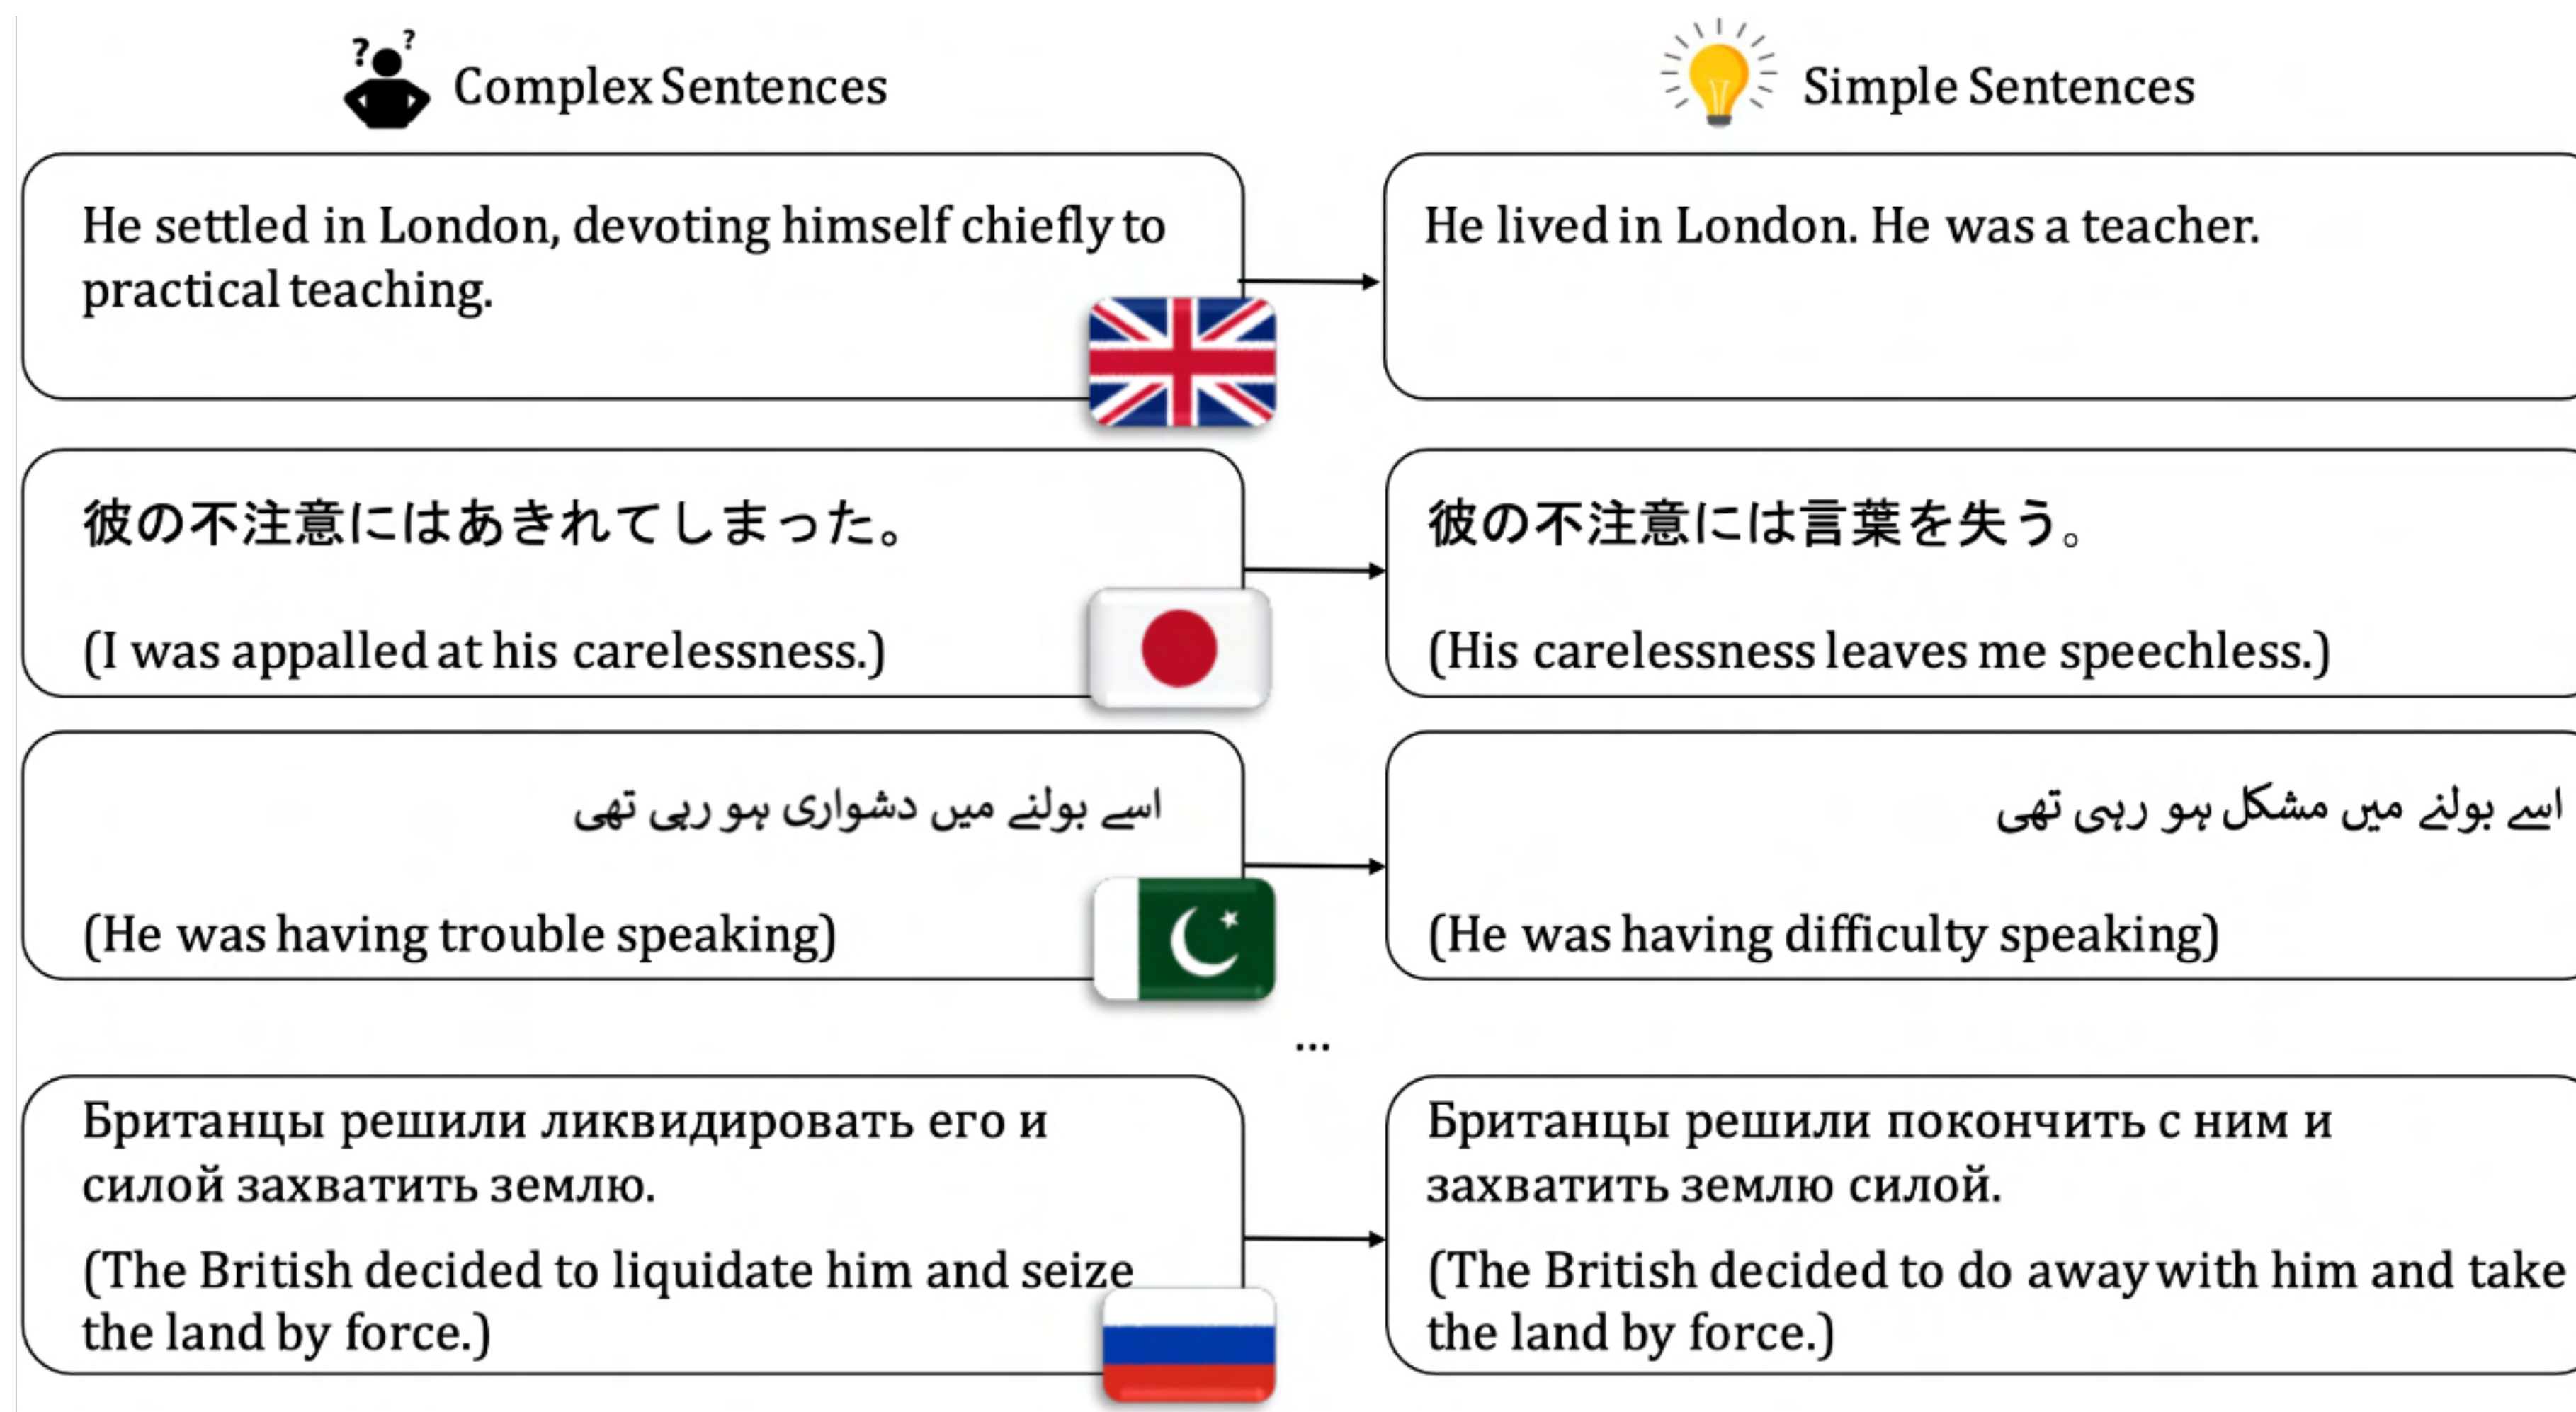 ? ?
Complex Sentences
Simple Sentences
He settled in London, devoting himself chiefly to
practical teaching.
He lived in London. He was a teacher.
彼の不注意にはあきれてしまった。
(I was appalled at his carelessness.)
彼の不注意には言葉を失う。
(His carelessness leaves me speechless.)
اسے بولنے میں دشواری ہو رہی تھی
(He was having trouble speaking)
اسے بولنے میں مشکل ہو رہی تھی
(He was having difficulty speaking)
...
Британцы решили ликвидировать его и
силой захватить землю.
(The British decided to liquidate him and seize
the land by force.)
Британцы решили покончить с ним и
захватить землю силой.
(The British decided to do away with him and take
the land by force.)